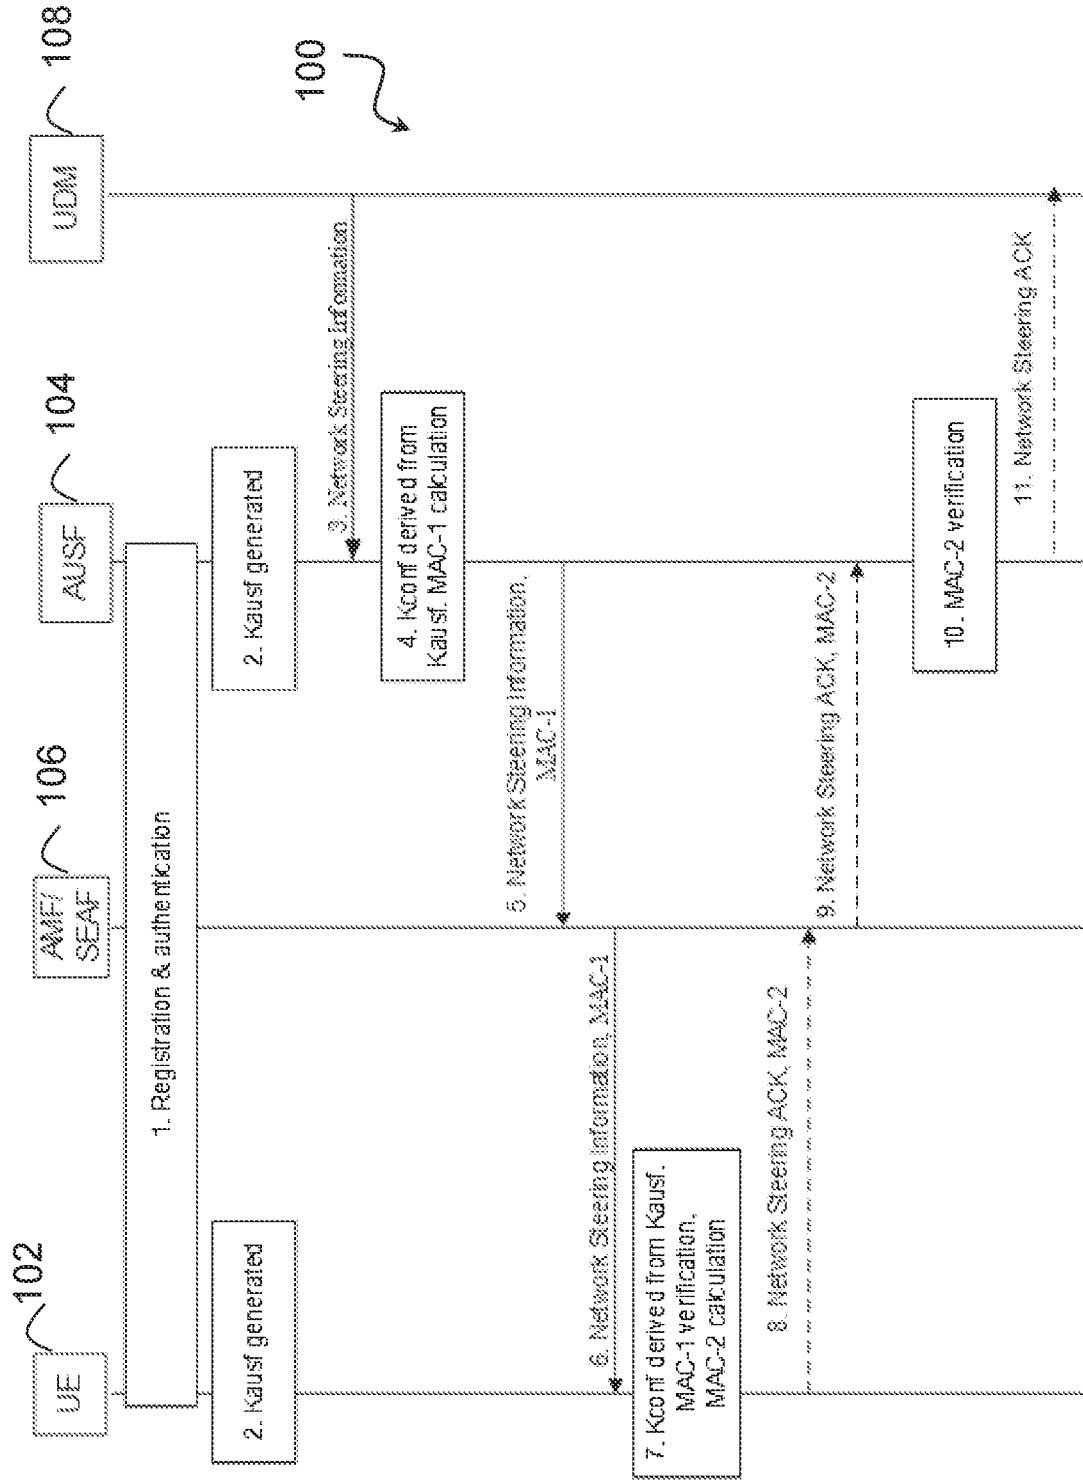 UE
102
AMF/
SEAF
106
AUSF
104
UDM
108
100
1. Registration & authentication
2. Kausf generated
2. Kausf generated
3. Network Steering Information
4. Kconf derived from
Kausf. MAC-1 calculation
5. Network Steering Information,
MAC-1
6. Network Steering Information, MAC-1
7. Kconf derived from Kausf.
MAC-1 verification,
MAC-2 calculation
8. Network Steering ACK, MAC-2
9. Network Steering ACK, MAC-2
10. MAC-2 verification
11. Network Steering ACK